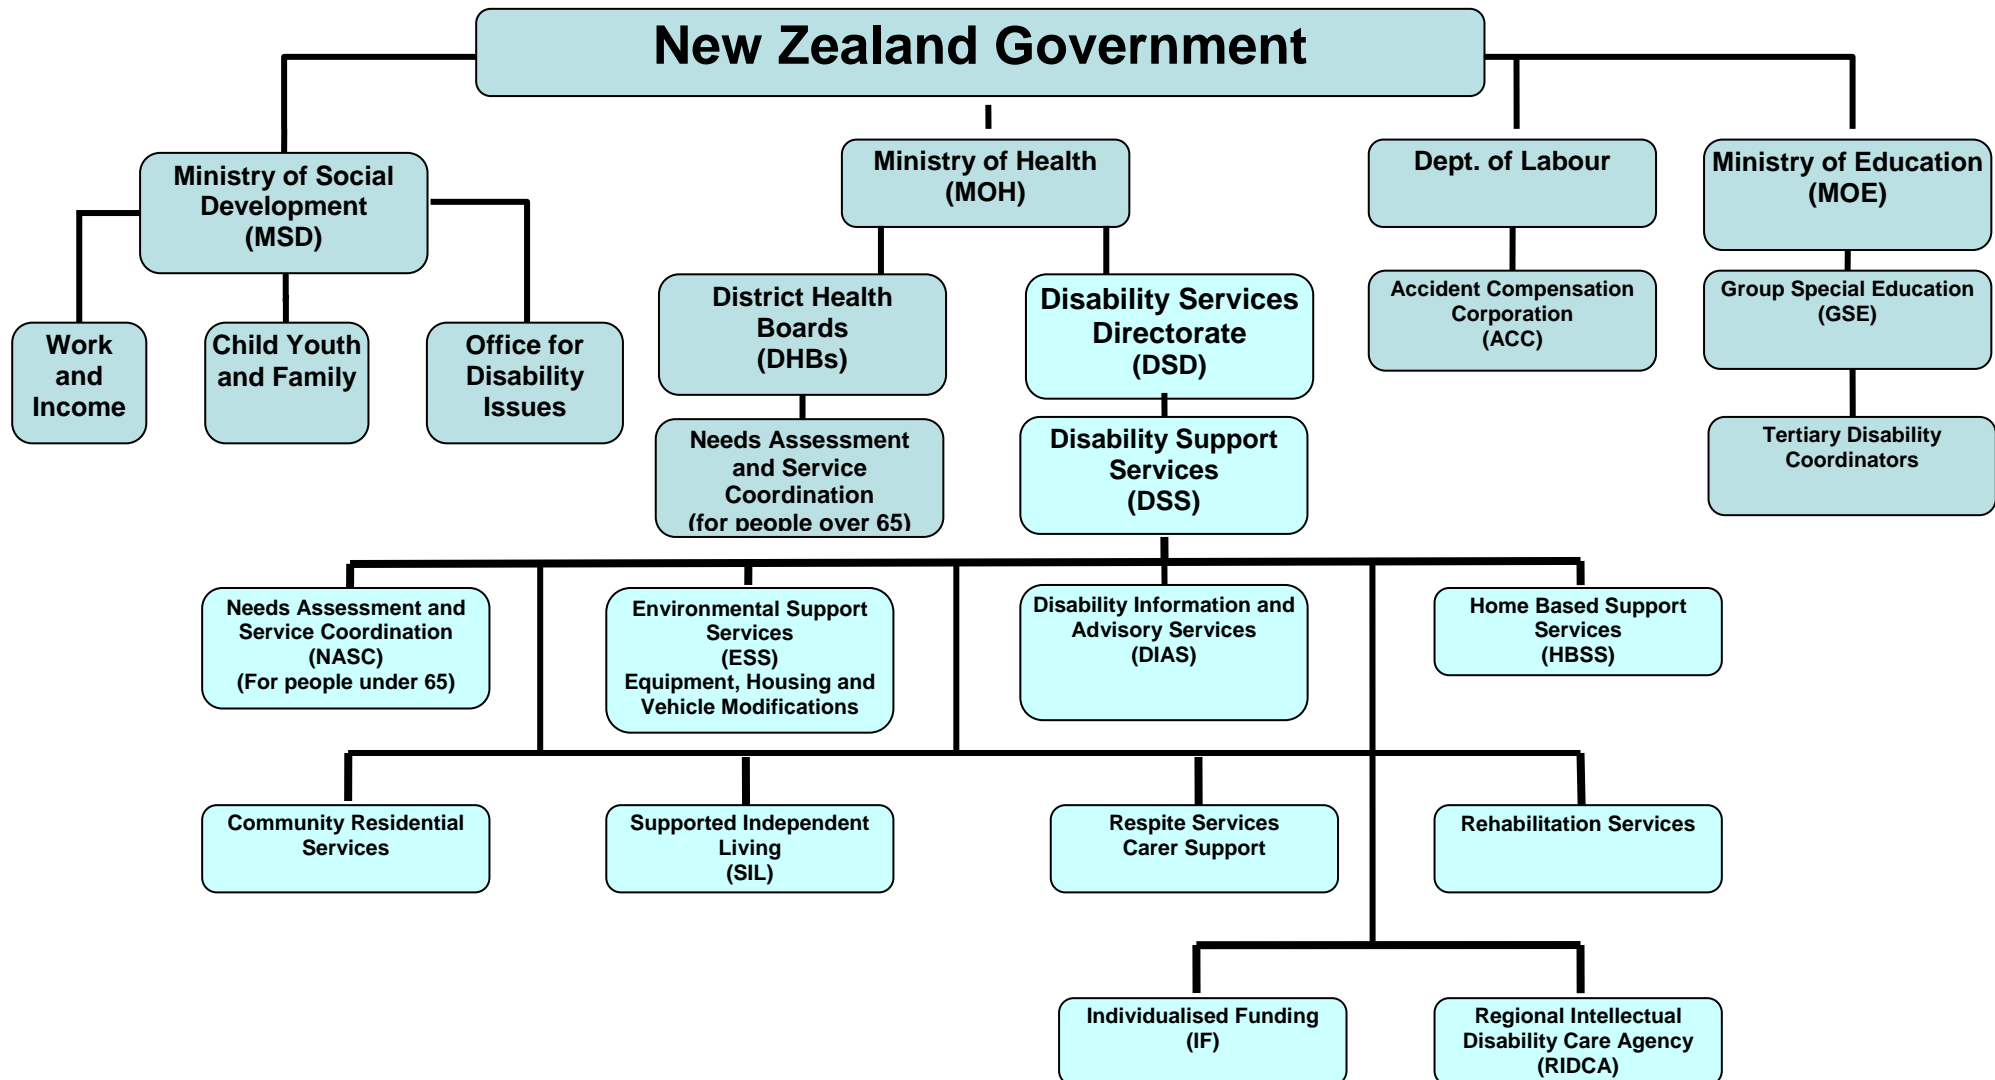 New Zealand Government
Ministry of Social
Development
(MSD)
Ministry of Health
(MOH)
Dept. of Labour
Ministry of Education
(MOE)
Work
and
Income
Child Youth
and Family
Office for
Disability
Issues
District Health
Boards
(DHBs)
Disability Services
Directorate
(DSD)
Accident Compensation
Corporation
(ACC)
Group Special Education
(GSE)
Needs Assessment
and Service
Coordination
(for people over 65)
Disability Support
Services
(DSS)
Tertiary Disability
Coordinators
Needs Assessment and
Service Coordination
(NASC)
(For people under 65)
Environmental Support
Services
(ESS)
Equipment, Housing and
Vehicle Modifications
Disability Information and
Advisory Services
(DIAS)
Home Based Support
Services
(HBSS)
Community Residential
Services
Supported Independent
Living
(SIL)
Respite Services
Carer Support
Rehabilitation Services
Individualised Funding
(IF)
Regional Intellectual
Disability Care Agency
(RIDCA)